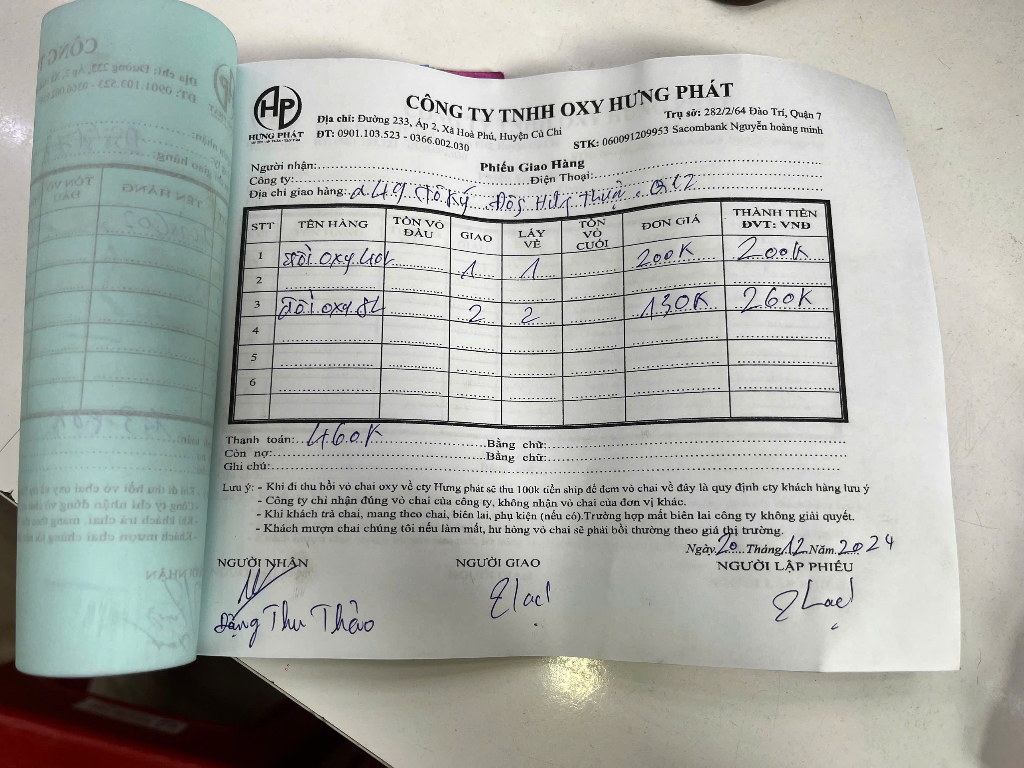 CÔNG TY TNHH OXY HƯNG PHÁT
HP
HƯNG PHÁT
Địa chỉ: Đường 233, Ấp 2, Xã Hoà Phú, Huyện Củ Chi
Trụ sở: 282/2/64 Đào Trí, Quận 7
ĐT: 0901.103.523 - 0366.002.030
STK: 060091209953 Sacombank Nguyễn hoàng minh
Phiếu Giao Hàng
Người nhận:
Công ty: Điện Thoại:
Địa chỉ giao hàng: 249 Tô Ký Đông Hưng Thuận Q12
STT TÊN HÀNG TỒN VỎ ĐẦU GIAO LẤY VỀ TỒN VỎ CUỐI ĐƠN GIÁ THÀNH TIỀN ĐVT: VNĐ
1 đổi oxy 40L 1 1 200K 200K
2
3 đổi oxy 8L 2 2 130K 260K
4
5
6
Thanh toán: 460K Bằng chữ:
Còn nợ: Bằng chữ:
Ghi chú:
Lưu ý: - Khi đi thu hồi vỏ chai oxy về cty Hưng phát sẽ thu 100k tiền ship để đem vỏ chai về đây là quy định cty khách hàng lưu ý
- Công ty chỉ nhận đúng vỏ chai của công ty, không nhận vỏ chai của đơn vị khác.
- Khi khách trả chai, mang theo chai, biên lai, phụ kiện (nếu có).Trường hợp mất biên lai công ty không giải quyết.
- Khách mượn chai chúng tôi nếu làm mất, hư hỏng vỏ chai sẽ phải bồi thường theo giá thị trường.
Ngày 20 Tháng 12 Năm 2024
NGƯỜI NHẬN NGƯỜI GIAO NGƯỜI LẬP PHIẾU
Đặng Thu Thảo